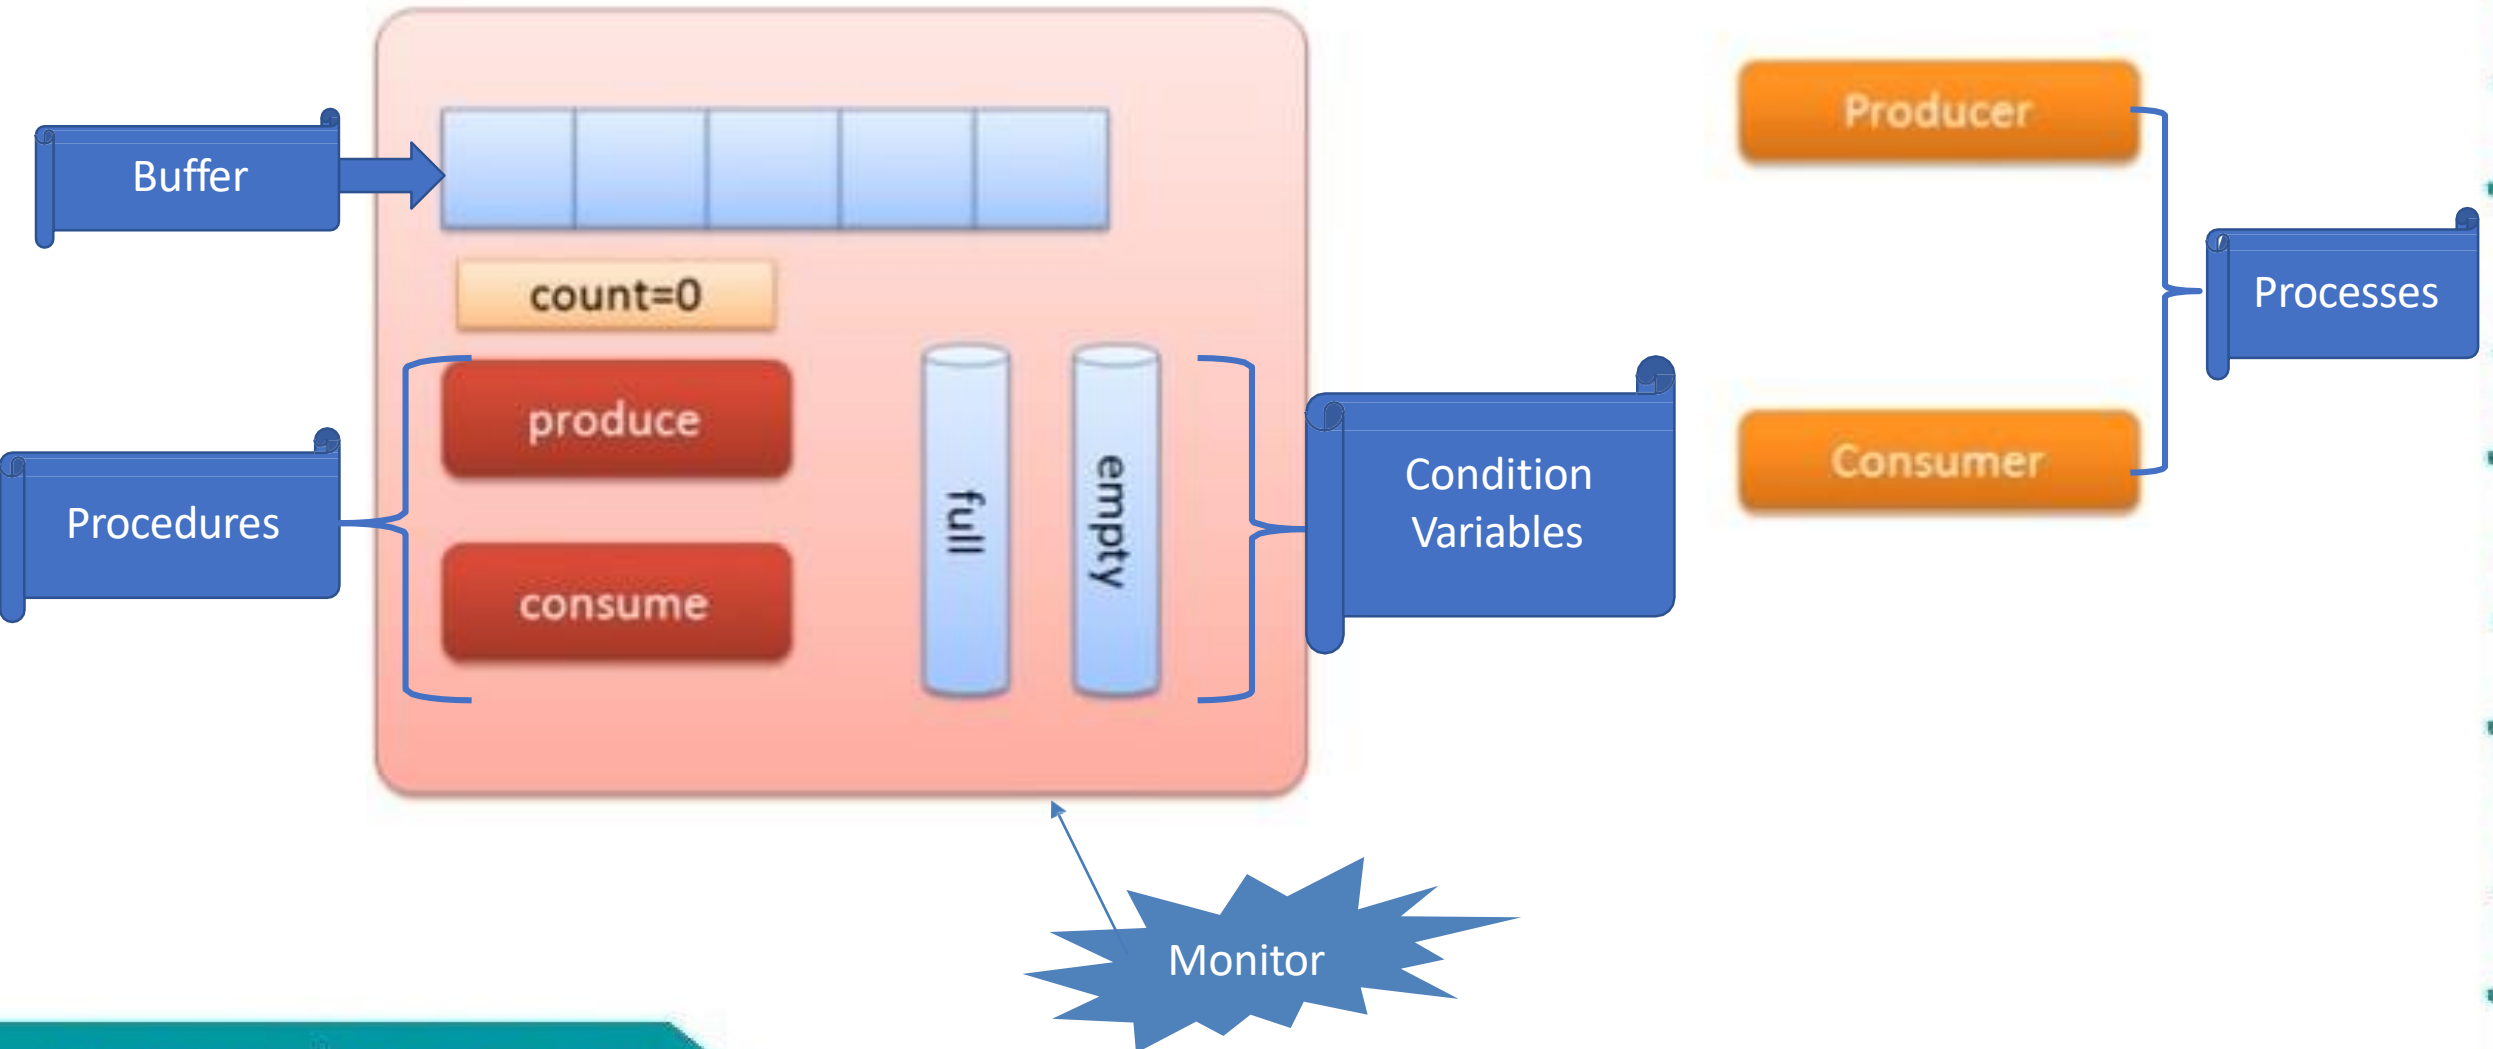 Producer
Buffer
count=0
Processes
produce
full
empty
Condition
Variables
Consumer
Procedures
consume
Monitor